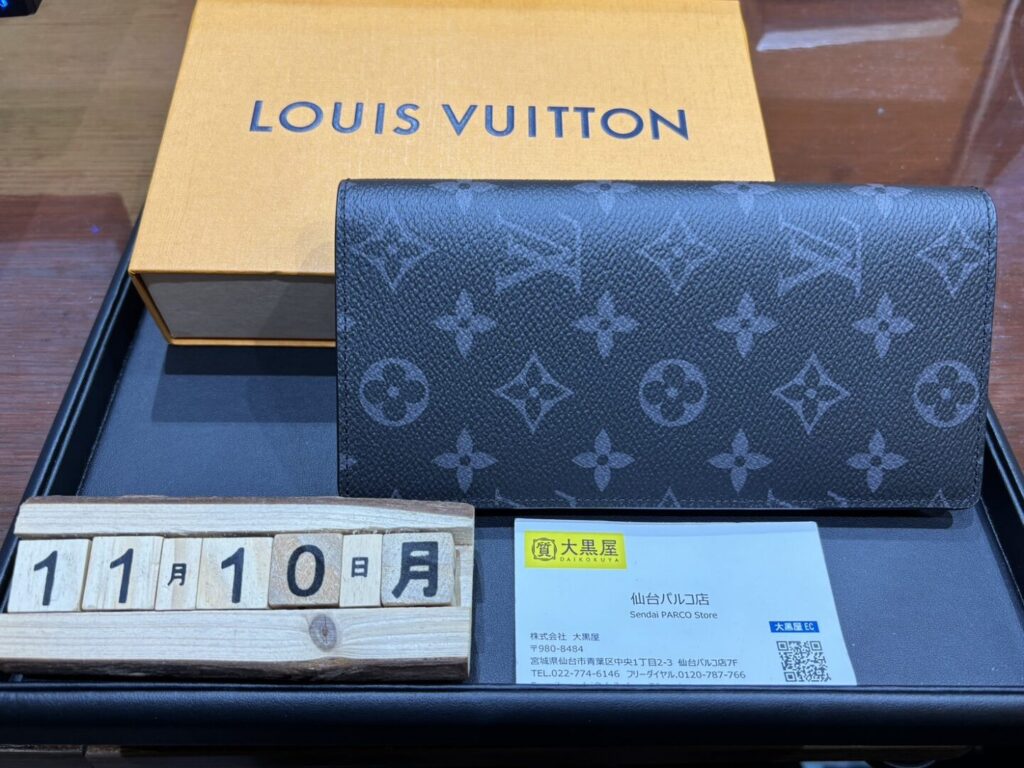 LOUIS VUITTON
11月10日月
質 大黒屋
DAIKOKUYA
仙台パルコ店
Sendai PARCO Store
大黒屋 EC
株式会社 大黒屋
〒980-8484
宮城県仙台市青葉区中央1丁目2-3 仙台パルコ店7F
TEL.022-774-6146 フリーダイヤル.0120-787-766